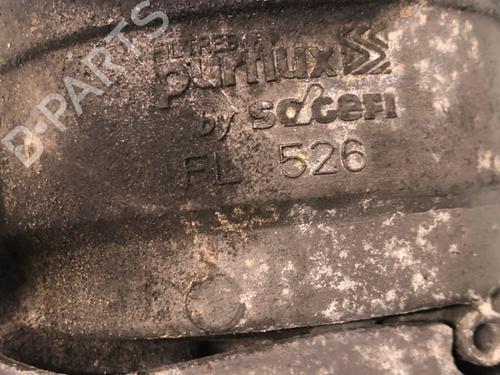 B-PARTS
FILTRES
purflux
by sogefi
FL 526